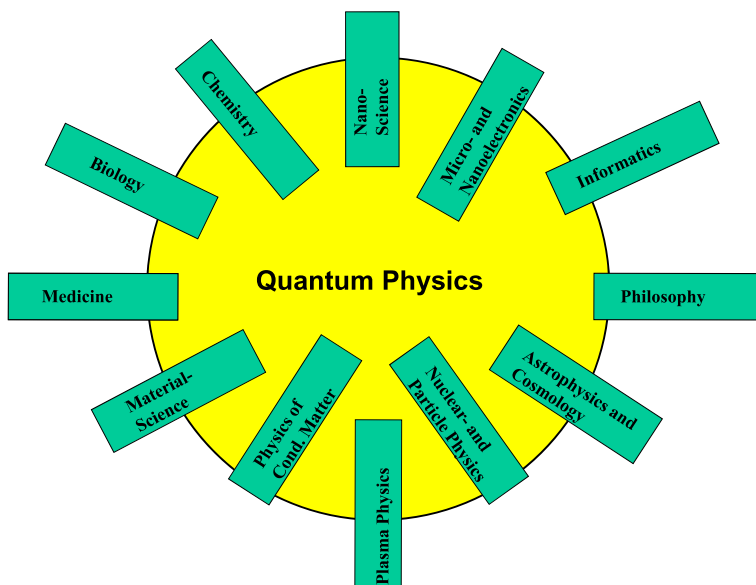 Nano-
Science
Micro- and
Nanoelectronics
Informatics
Philosophy
Astrophysics and
Cosmology
Nuclear- and
Particle Physics
Plasma Physics
Physics of
Cond. Matter
Material-
Science
Medicine
Biology
Chemistry
Quantum Physics